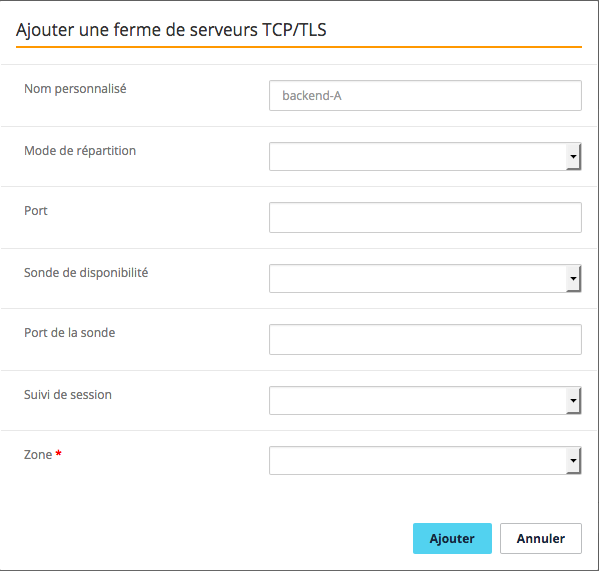 Ajouter une ferme de serveurs TCP/TLS
Nom personnalisé
backend-A
Mode de répartition
Port
Sonde de disponibilité
Port de la sonde
Suivi de session
Zone *
Ajouter
Annuler